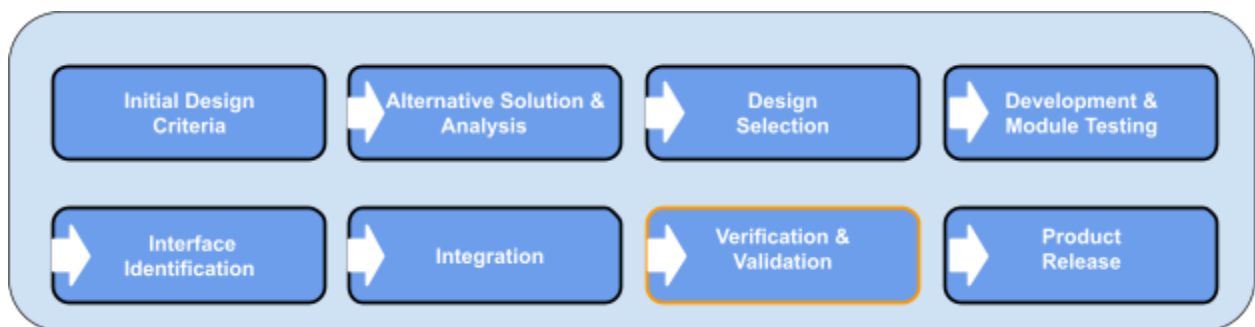 Initial Design
Criteria
Alternative Solution &
Analysis
Design
Selection
Development &
Module Testing
Interface
Identification
Integration
Verification &
Validation
Product
Release